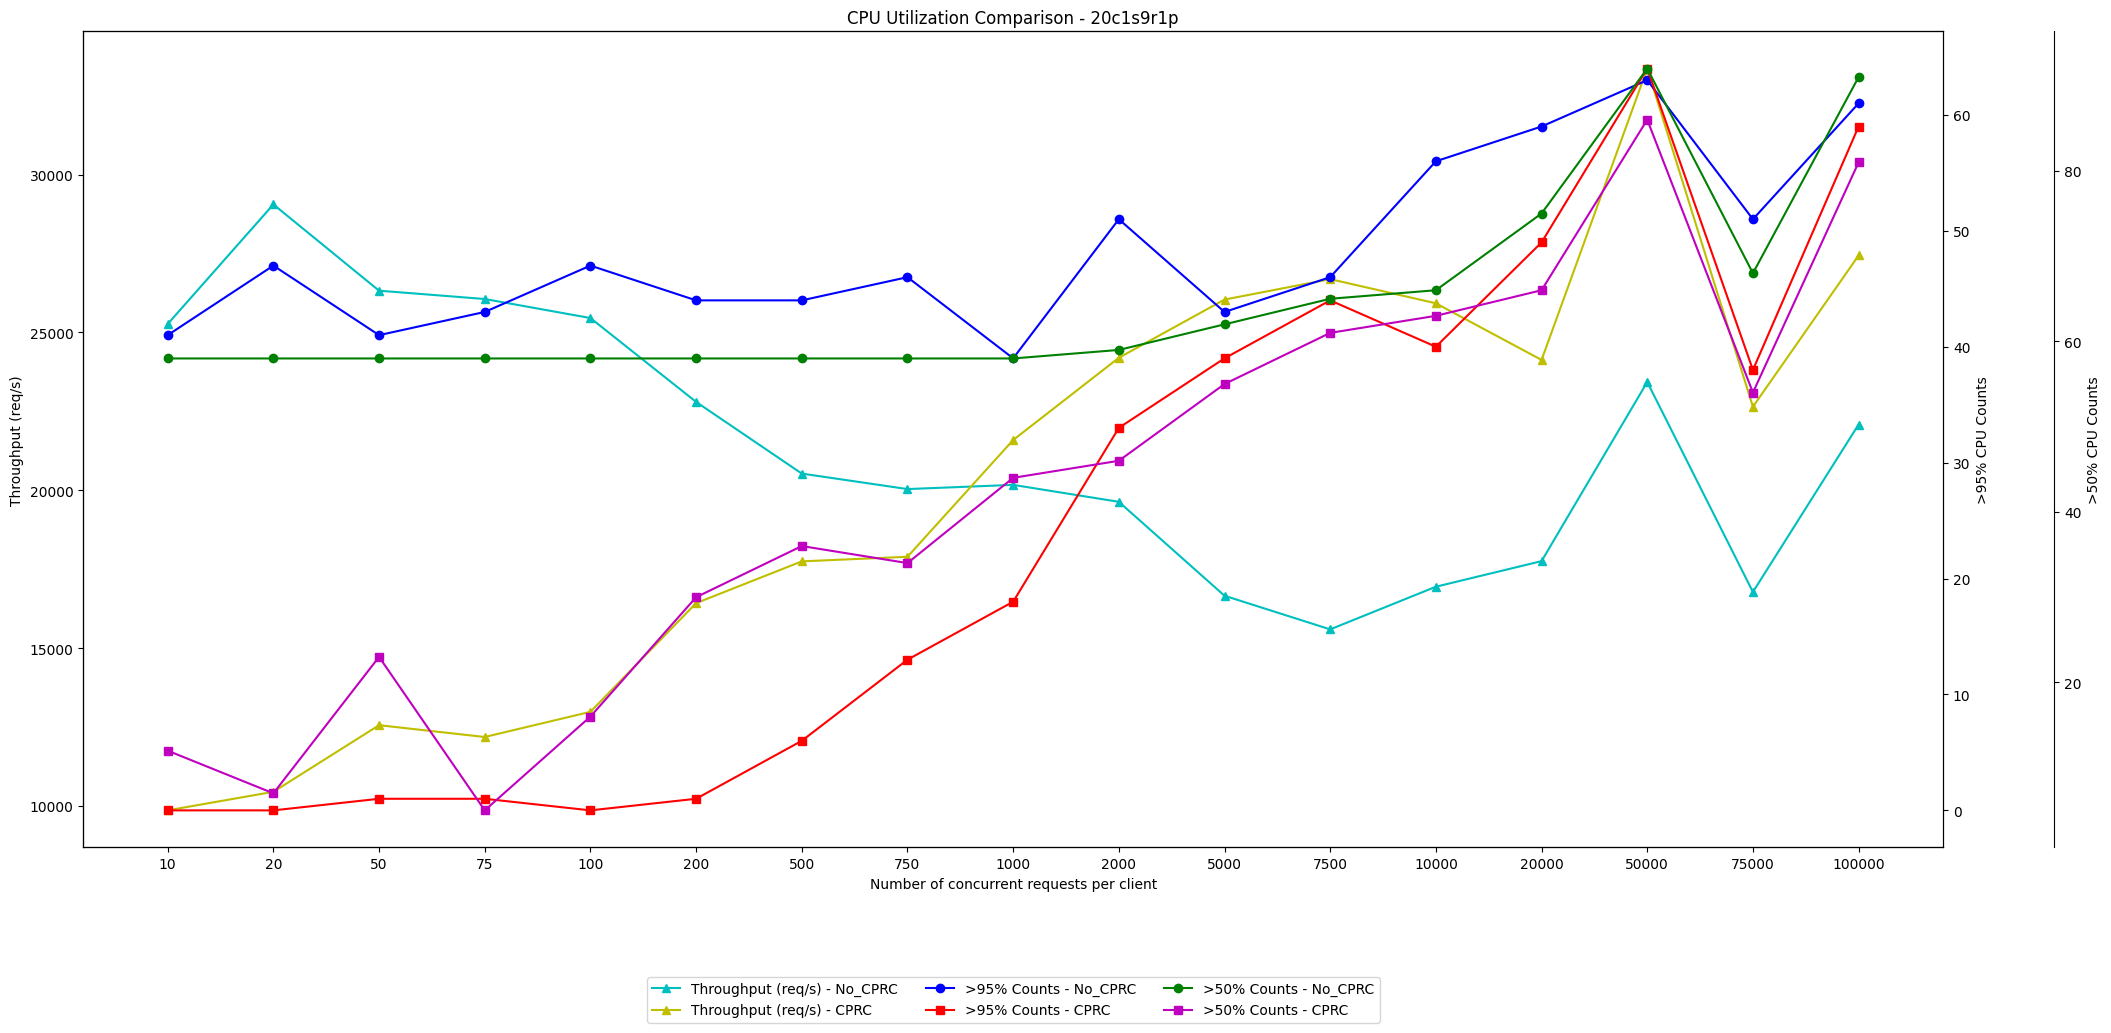 CPU Utilization Comparison - 20c1s9r1p
Throughput (req/s)
30000
25000
20000
15000
10000
60
50
40
30
20
10
0
>95% CPU Counts
80
60
40
20
>50% CPU Counts
10 20 50 75 100 200 500 750 1000 2000 5000 7500 10000 20000 50000 75000 100000
Number of concurrent requests per client
Throughput (req/s) - No_CPRC >95% Counts - No_CPRC >50% Counts - No_CPRC
Throughput (req/s) - CPRC >95% Counts - CPRC >50% Counts - CPRC